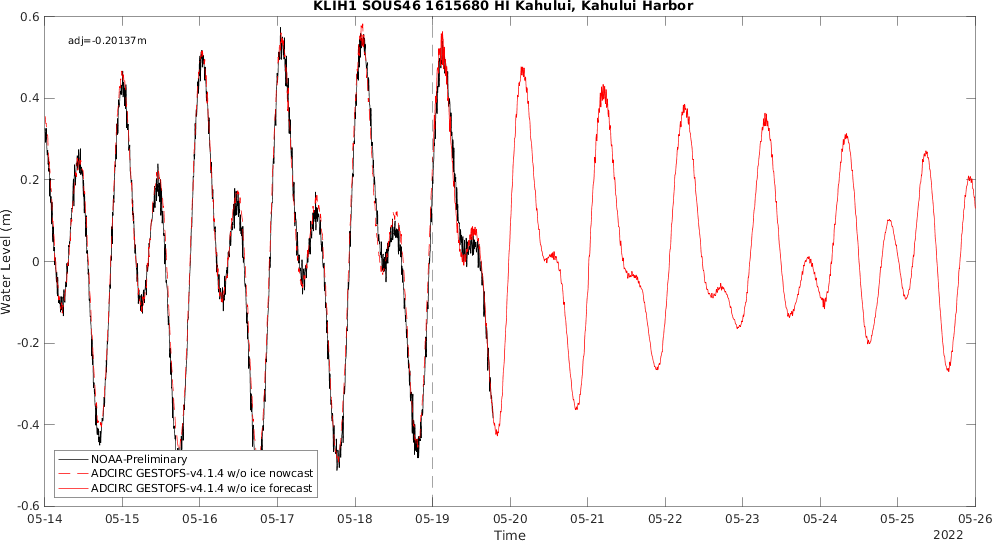 KLIH1 SOUS46 1615680 HI Kahului, Kahului Harbor
0.6
adj=-0.20137m
0.4
0.2
0
-0.2
-0.4
-0.6
Water Level (m)
NOAA-Preliminary
ADCIRC GESTOFS-v4.1.4 w/o ice nowcast
ADCIRC GESTOFS-v4.1.4 w/o ice forecast
05-14 05-15 05-16 05-17 05-18 05-19 05-20 05-21 05-22 05-23 05-24 05-25 05-26
Time
2022